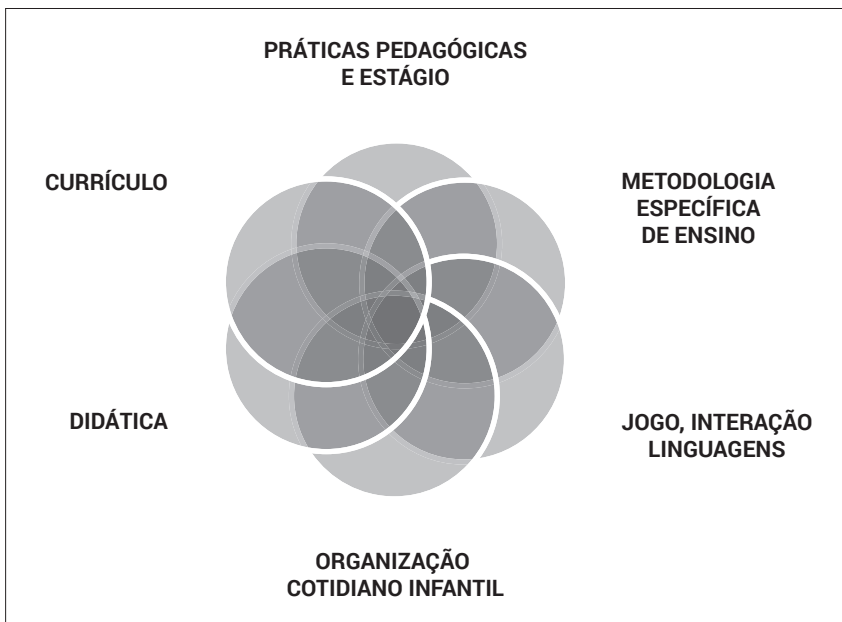 PRÁTICAS PEDAGÓGICAS
E ESTÁGIO
CURRÍCULO
METODOLOGIA
ESPECÍFICA
DE ENSINO
DIDÁTICA
JOGO, INTERAÇÃO
LINGUAGENS
ORGANIZAÇÃO
COTIDIANO INFANTIL